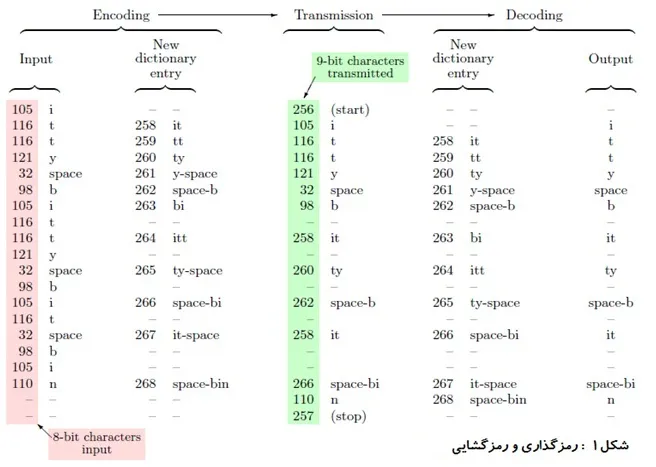 Encoding Transmission Decoding
Input New dictionary entry 9-bit characters transmitted New dictionary entry Output
105 i – – 256 (start) – – –
116 t 258 it 105 i – – i
116 t 259 tt 116 t 258 it t
121 y 260 ty 116 t 259 tt t
32 space 261 y-space 121 y 260 ty y
98 b 262 space-b 32 space 261 y-space space
105 i 263 bi 98 b 262 space-b b
116 t – – – – – – –
116 t 264 itt 258 it 263 bi it
121 y – – – – – – –
32 space 265 ty-space 260 ty 264 itt ty
98 b – – – – – – –
105 i 266 space-bi 262 space-b 265 ty-space space-b
116 t – – – – – – –
32 space 267 it-space 258 it 266 space-bi it
98 b – – – – – – –
105 i – – – – – – –
110 n 268 space-bin 266 space-bi 267 it-space space-bi
– – – – 110 n 268 space-bin n
– – – – 257 (stop) – – –
8-bit characters input
شکل۱ : رمزگذاری و رمزگشایی